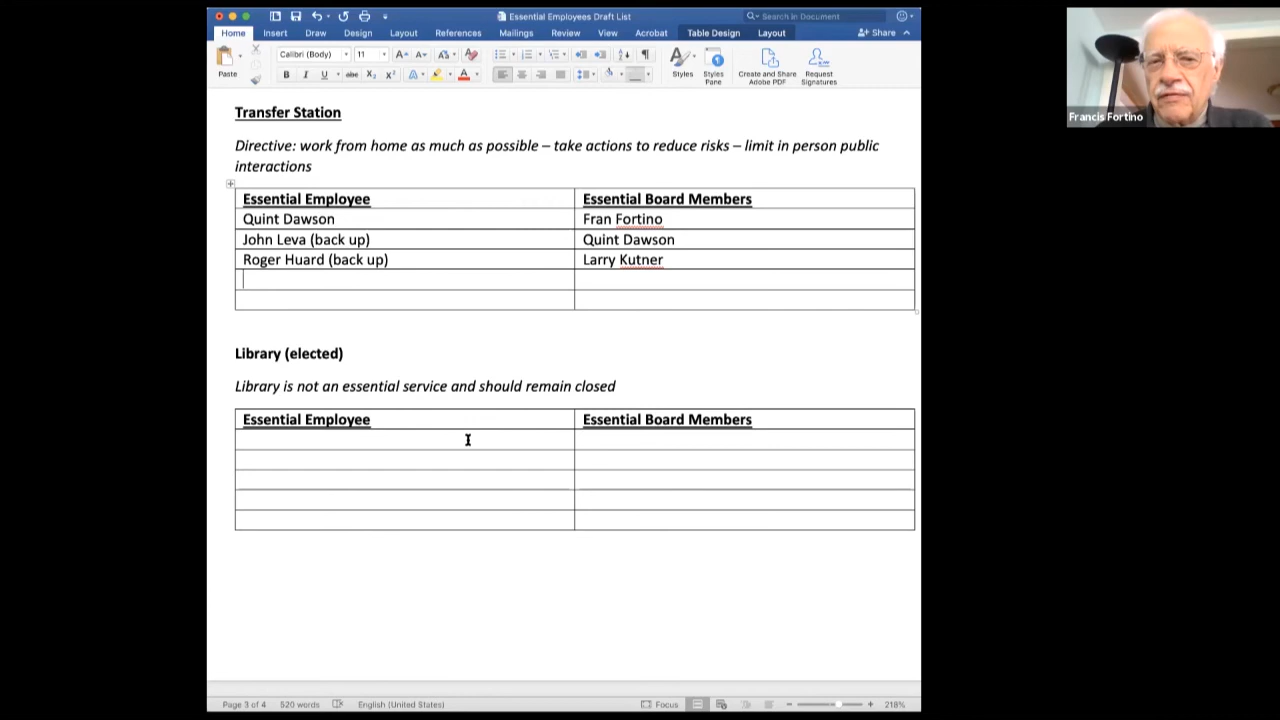 Essential Employees Draft List
Search in Document
Home Insert Draw Design Layout References Mailings Review View Acrobat Table Design Layout Share
Paste
Calibri (Body) 11
Styles
Styles Pane
Create and Share Adobe PDF
Request Signatures
Francis Fortino
Transfer Station
Directive: work from home as much as possible – take actions to reduce risks – limit in person public
interactions
Essential Employee Essential Board Members
Quint Dawson Fran Fortino
John Leva (back up) Quint Dawson
Roger Huard (back up) Larry Kutner
Library (elected)
Library is not an essential service and should remain closed
Essential Employee Essential Board Members
Page 3 of 4 520 words English (United States) Focus 218%